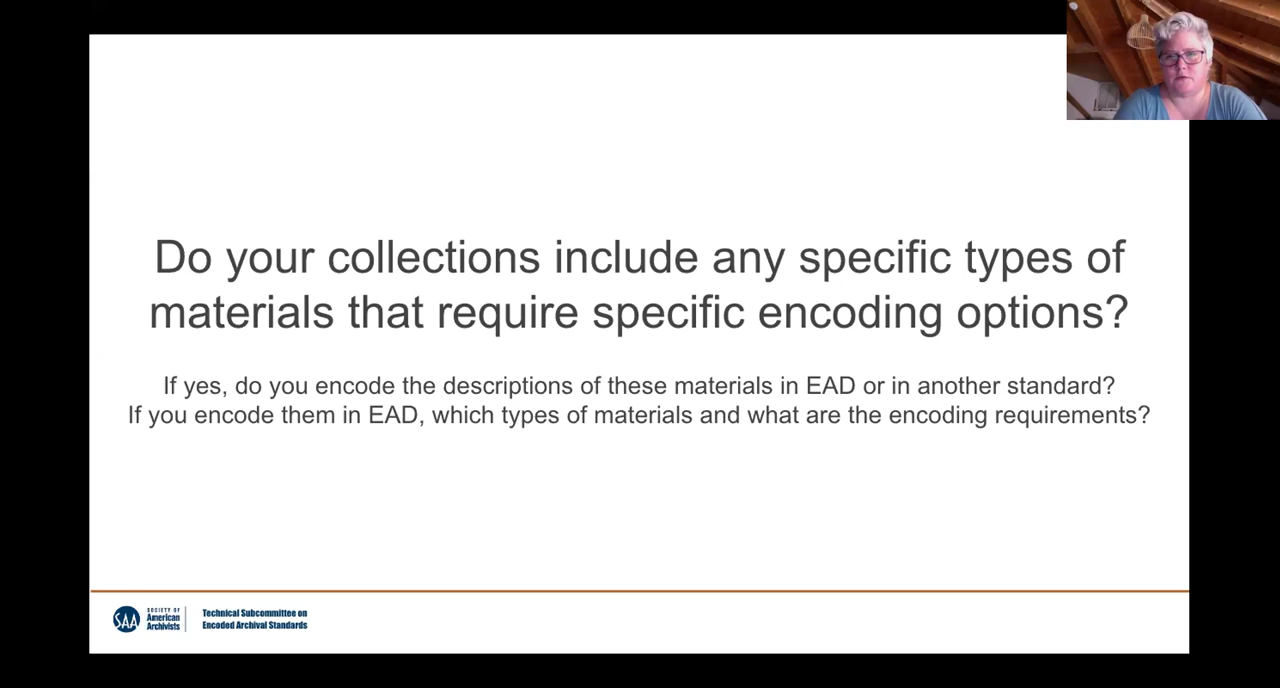 Do your collections include any specific types of
materials that require specific encoding options?
If yes, do you encode the descriptions of these materials in EAD or in another standard?
If you encode them in EAD, which types of materials and what are the encoding requirements?
SAA
SOCIETY OF
American
Archivists
Technical Subcommittee on
Encoded Archival Standards